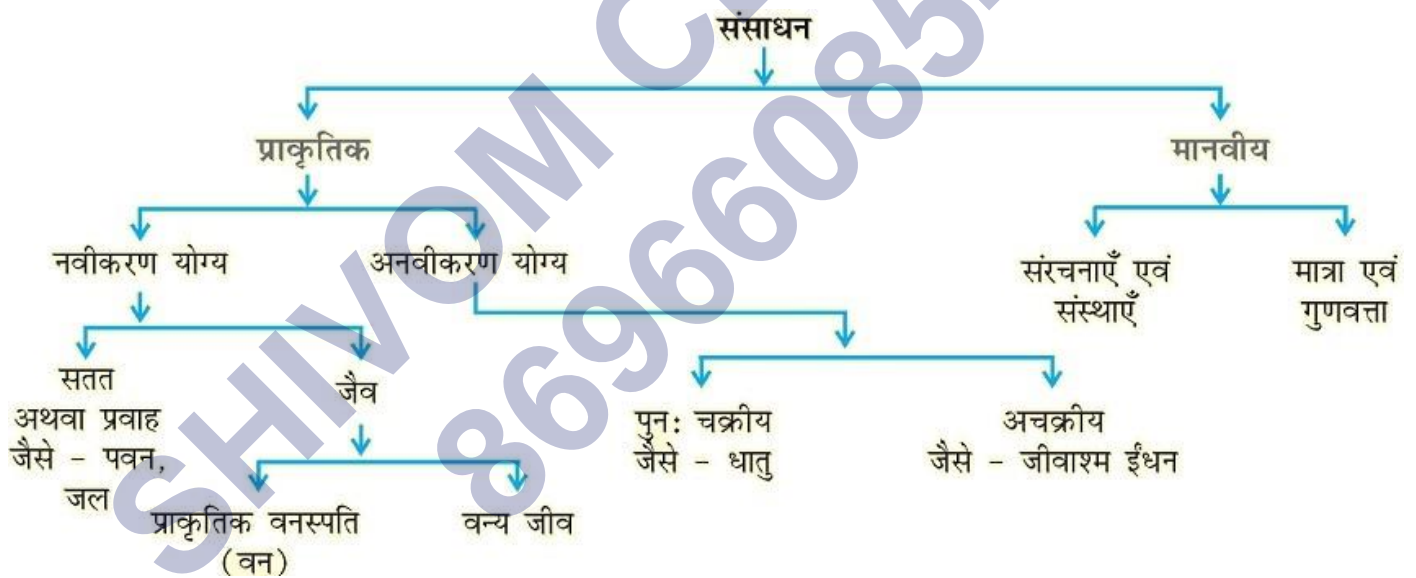 संसाधन
प्राकृतिक
मानवीय
नवीकरण योग्य
अनवीकरण योग्य
संरचनाएँ एवं
संस्थाएँ
मात्रा एवं
गुणवत्ता
सतत
अथवा प्रवाह
जैसे - पवन,
जल
जैव
पुन: चक्रीय
जैसे - धातु
अचक्रीय
जैसे - जीवाश्म ईंधन
प्राकृतिक वनस्पति
(वन)
वन्य जीव
SHIVOM